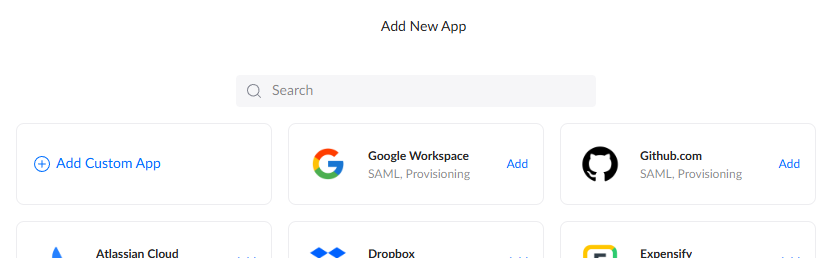 Add New App
Search
Add Custom App
Google Workspace
SAML, Provisioning
Add
Github.com
SAML, Provisioning
Add
Atlassian Cloud
Dropbox
Expensify